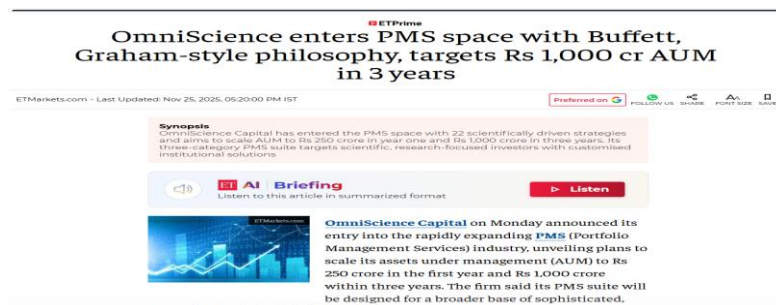 ETPrime
OmniScience enters PMS space with Buffett,
Graham-style philosophy, targets Rs 1,000 cr AUM
in 3 years
ETMarkets.com - Last Updated: Nov 25, 2025, 05:20:00 PM IST
Preferred on G
FOLLOW US
SHARE
FONT SIZE
SAVE
Synopsis
OmniScience Capital has entered the PMS space with 22 scientifically driven strategies
and aims to scale AUM to Rs 250 crore in year one and Rs 1,000 crore in three years. Its
three-category PMS suite targets scientific, research-focused investors with customised
institutional solutions
ET AI Briefing
Listen to this article in summarized format
Listen
ETMarkets.com
OmniScience Capital on Monday announced its
entry into the rapidly expanding PMS (Portfolio
Management Services) industry, unveiling plans to
scale its assets under management (AUM) to Rs
250 crore in the first year and Rs 1,000 crore
within three years. The firm said its PMS suite will
be designed for a broader base of sophisticated,